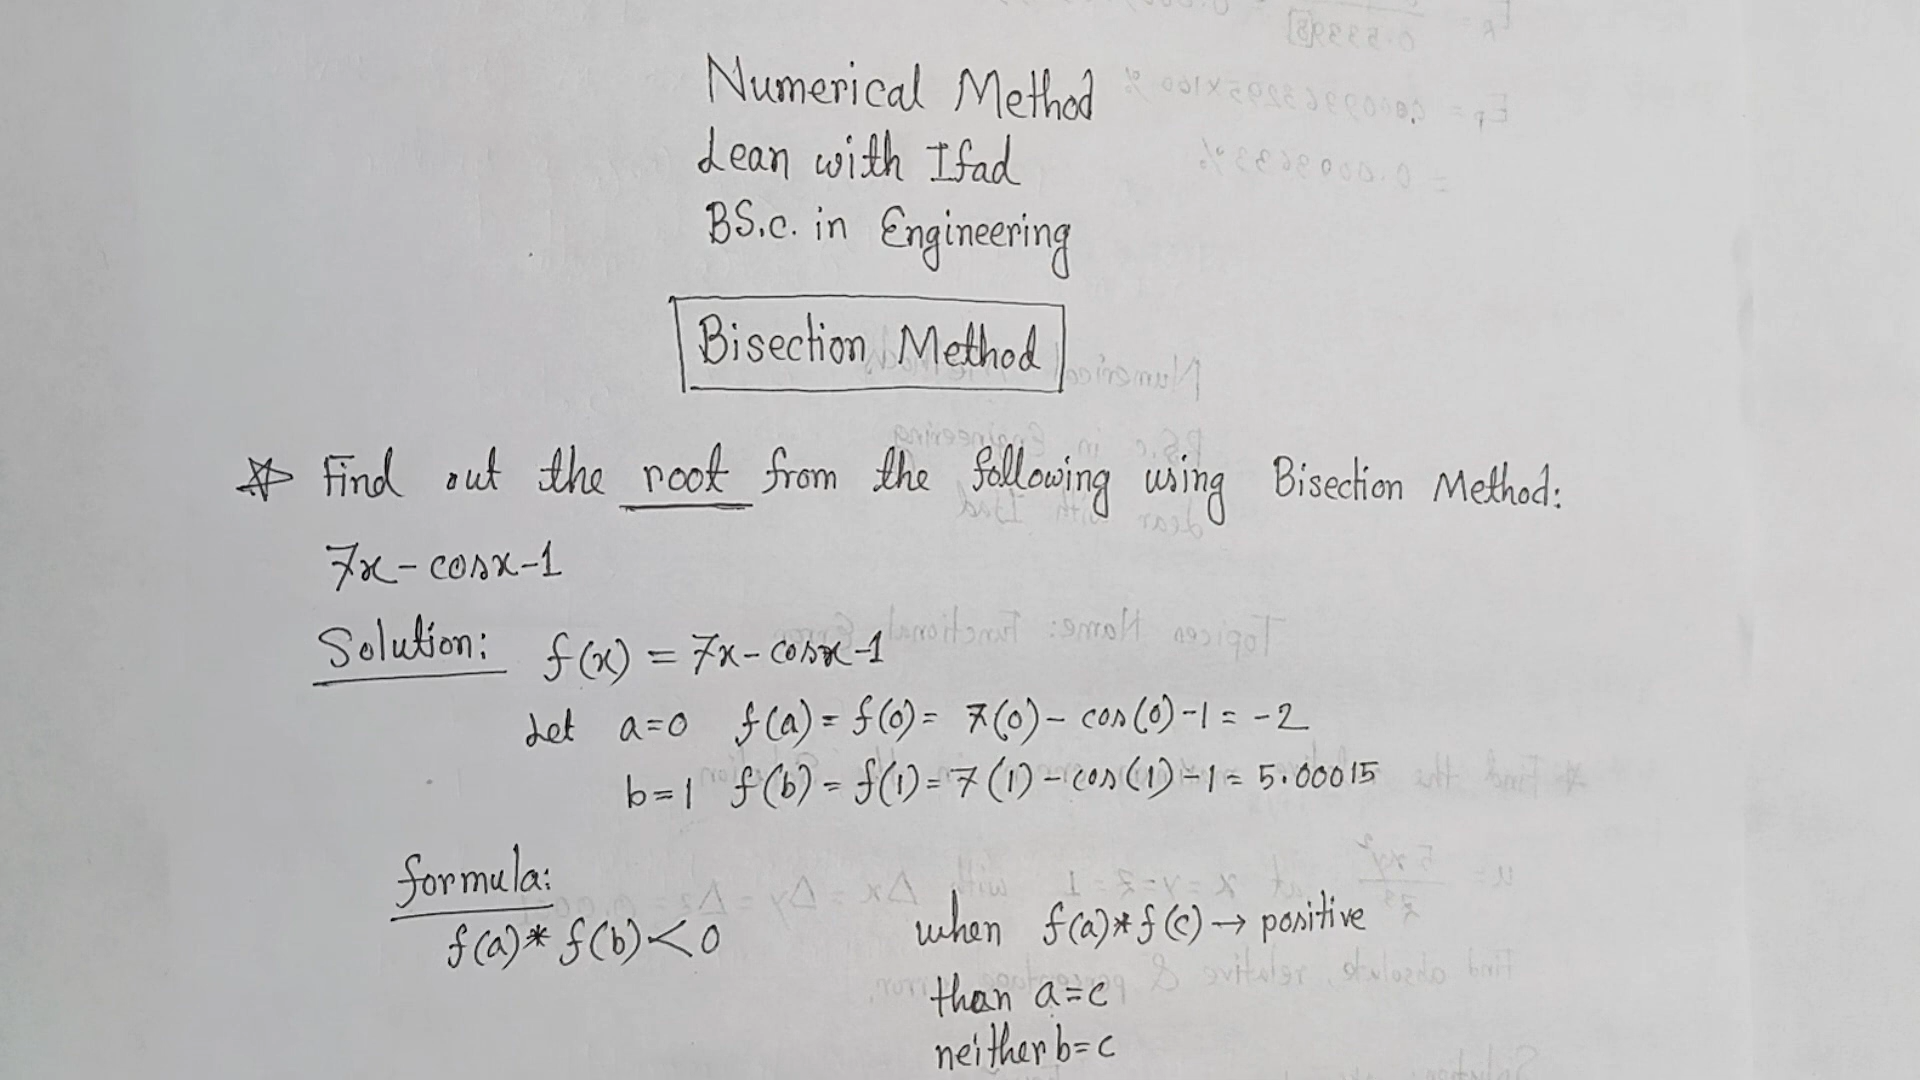 Numerical Method
Lean with Ifad
BS.c. in Engineering
Bisection Method
☆ Find out the root from the following using Bisection Method:
7x-cosx-1
Solution: f(x) = 7x-cosx-1
Let a=0 f(a) = f(0) = 7(0)- cos(0)-1 = -2
b=1 f(b) = f(1) = 7(1)-cos(1)-1 = 5.00015
formula:
f(a)* f(b)<0
when f(a)*f(c)→ positive
than a=c
neither b=c